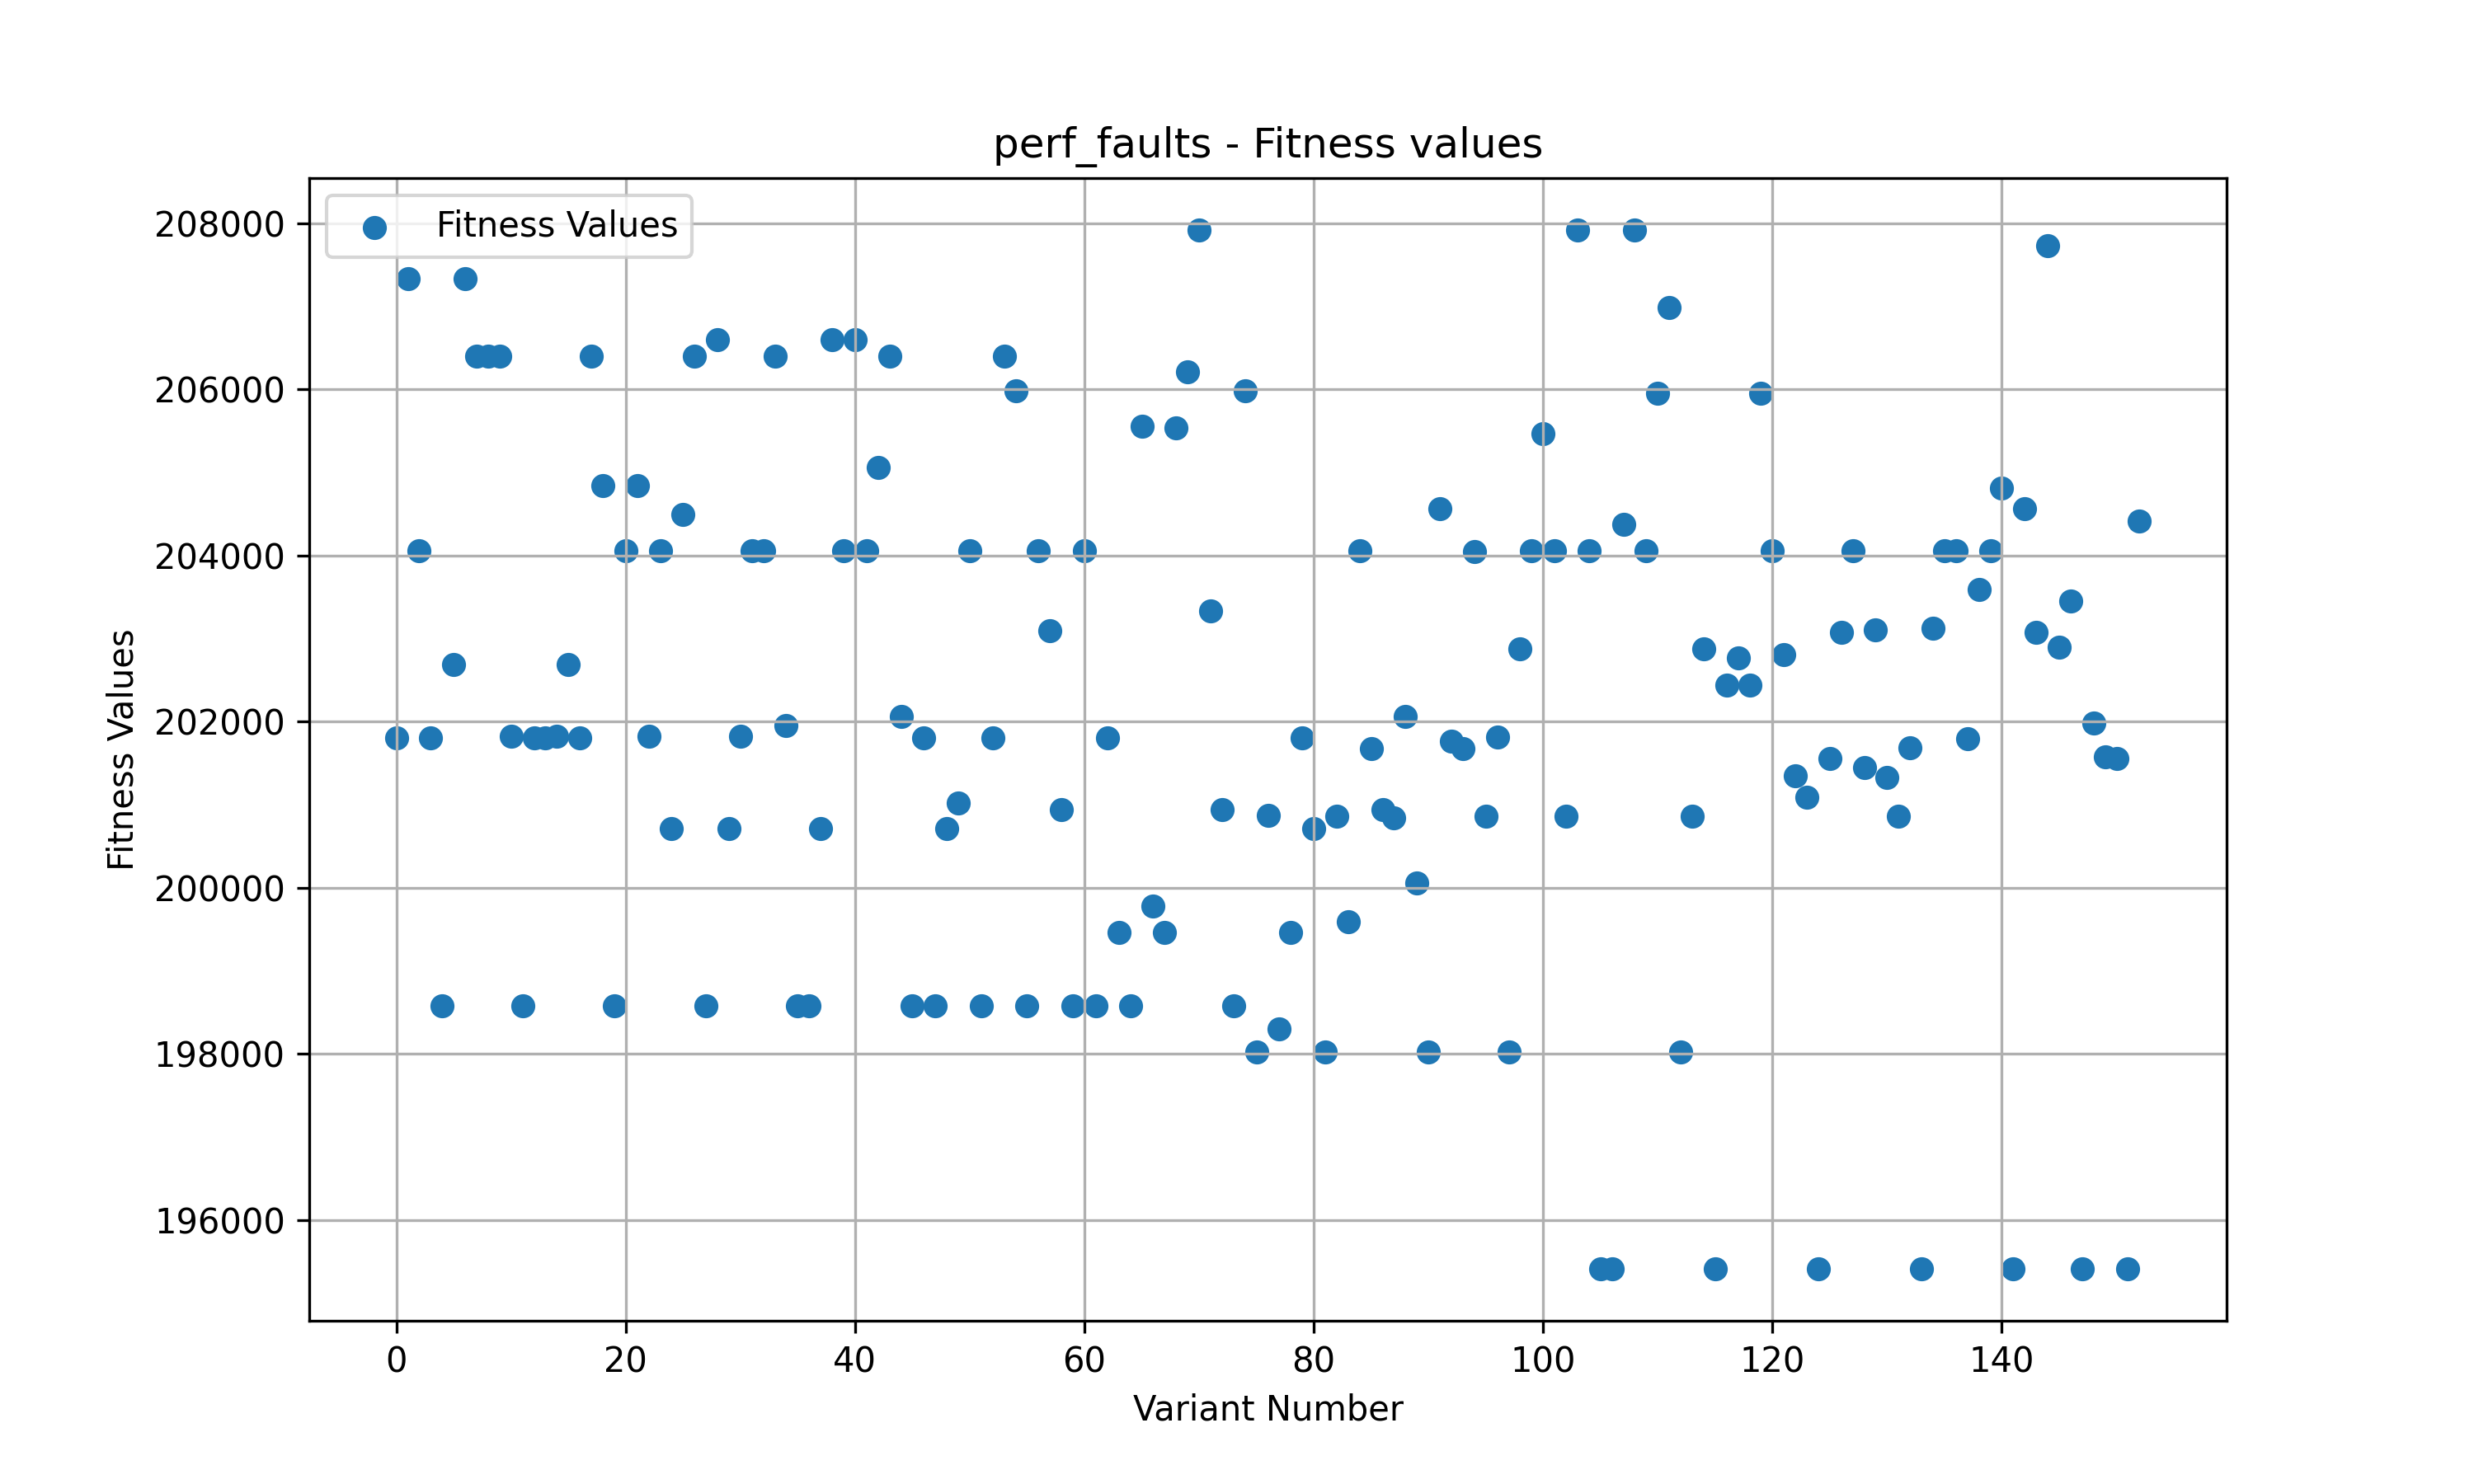 perf_faults - Fitness values
Fitness Values
208000
206000
204000
202000
200000
198000
196000
Fitness Values
0 20 40 60 80 100 120 140
Variant Number